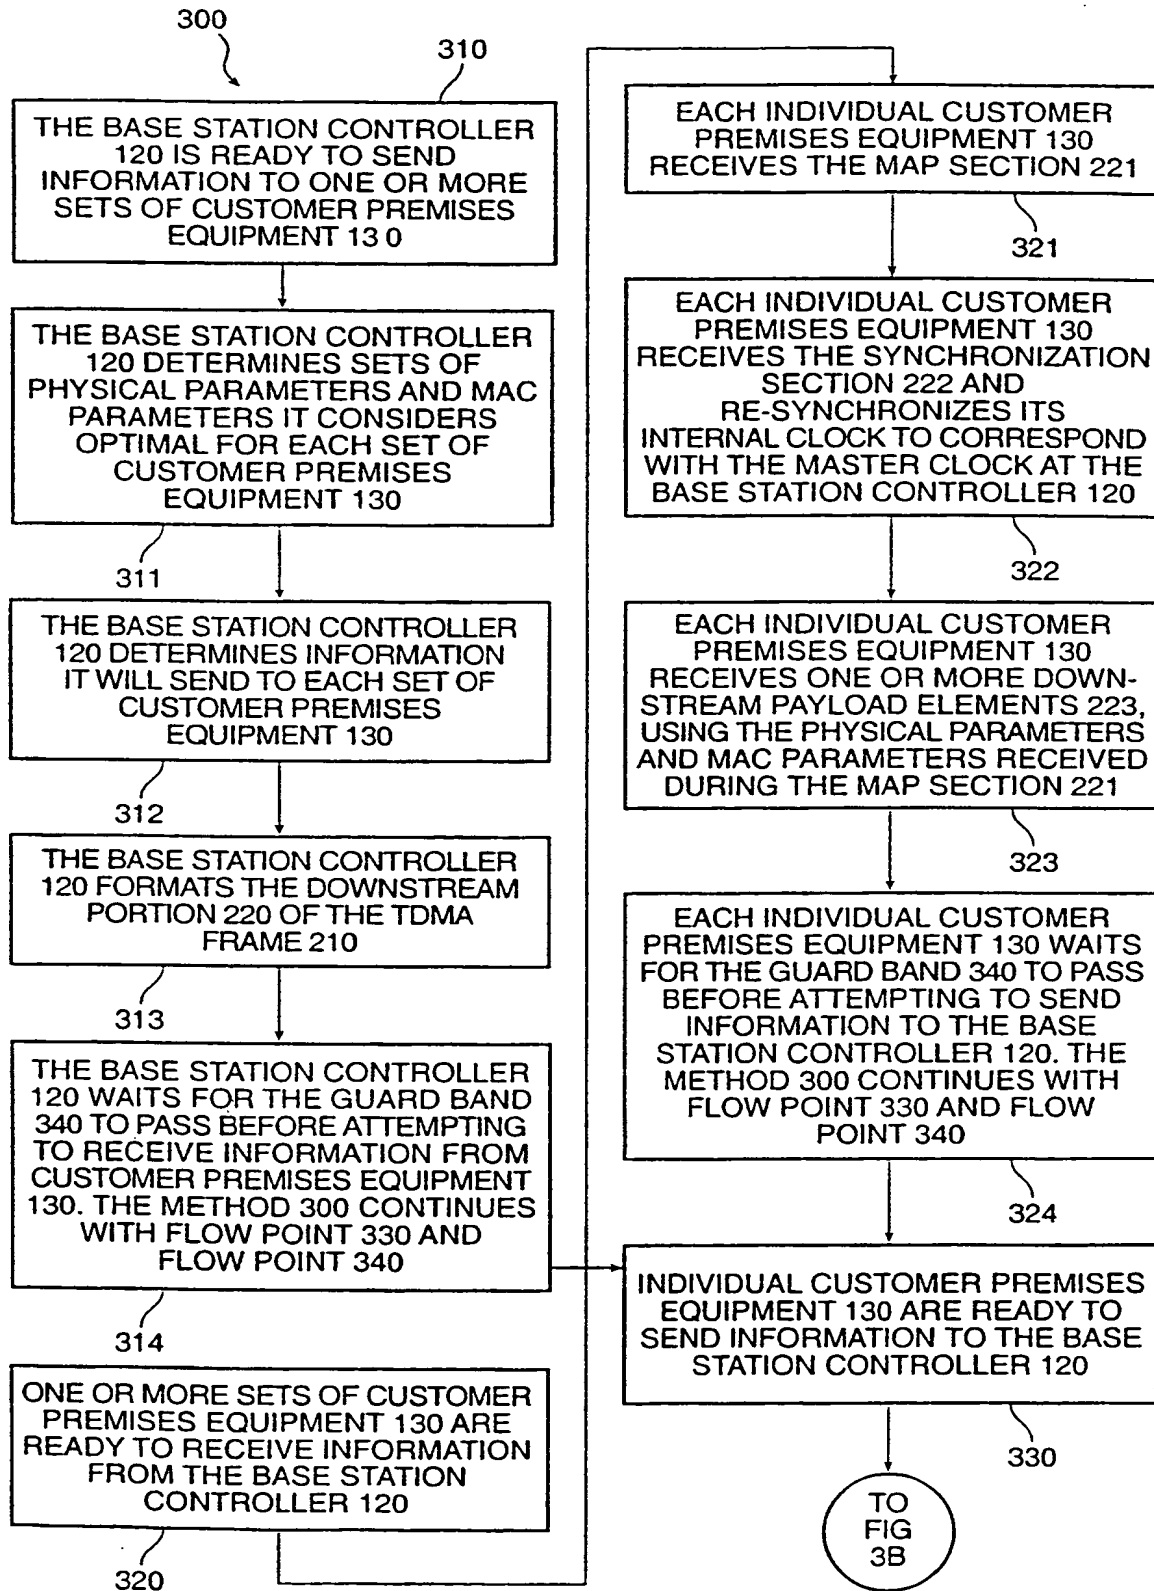 300
310
THE BASE STATION CONTROLLER
120 IS READY TO SEND
INFORMATION TO ONE OR MORE
SETS OF CUSTOMER PREMISES
EQUIPMENT 130
THE BASE STATION CONTROLLER
120 DETERMINES SETS OF
PHYSICAL PARAMETERS AND MAC
PARAMETERS IT CONSIDERS
OPTIMAL FOR EACH SET OF
CUSTOMER PREMISES
EQUIPMENT 130
311
THE BASE STATION CONTROLLER
120 DETERMINES INFORMATION
IT WILL SEND TO EACH SET OF
CUSTOMER PREMISES
EQUIPMENT 130
312
THE BASE STATION CONTROLLER
120 FORMATS THE DOWNSTREAM
PORTION 220 OF THE TDMA
FRAME 210
313
THE BASE STATION CONTROLLER
120 WAITS FOR THE GUARD BAND
340 TO PASS BEFORE ATTEMPTING
TO RECEIVE INFORMATION FROM
CUSTOMER PREMISES EQUIPMENT
130. THE METHOD 300 CONTINUES
WITH FLOW POINT 330 AND
FLOW POINT 340
314
ONE OR MORE SETS OF CUSTOMER
PREMISES EQUIPMENT 130 ARE
READY TO RECEIVE INFORMATION
FROM THE BASE STATION
CONTROLLER 120
320
EACH INDIVIDUAL CUSTOMER
PREMISES EQUIPMENT 130
RECEIVES THE MAP SECTION 221
321
EACH INDIVIDUAL CUSTOMER
PREMISES EQUIPMENT 130
RECEIVES THE SYNCHRONIZATION
SECTION 222 AND
RE-SYNCHRONIZES ITS
INTERNAL CLOCK TO CORRESPOND
WITH THE MASTER CLOCK AT THE
BASE STATION CONTROLLER 120
322
EACH INDIVIDUAL CUSTOMER
PREMISES EQUIPMENT 130
RECEIVES ONE OR MORE DOWN-
STREAM PAYLOAD ELEMENTS 223,
USING THE PHYSICAL PARAMETERS
AND MAC PARAMETERS RECEIVED
DURING THE MAP SECTION 221
323
EACH INDIVIDUAL CUSTOMER
PREMISES EQUIPMENT 130 WAITS
FOR THE GUARD BAND 340 TO PASS
BEFORE ATTEMPTING TO SEND
INFORMATION TO THE BASE
STATION CONTROLLER 120. THE
METHOD 300 CONTINUES WITH
FLOW POINT 330 AND FLOW
POINT 340
324
INDIVIDUAL CUSTOMER PREMISES
EQUIPMENT 130 ARE READY TO
SEND INFORMATION TO THE BASE
STATION CONTROLLER 120
330
TO
FIG
3B